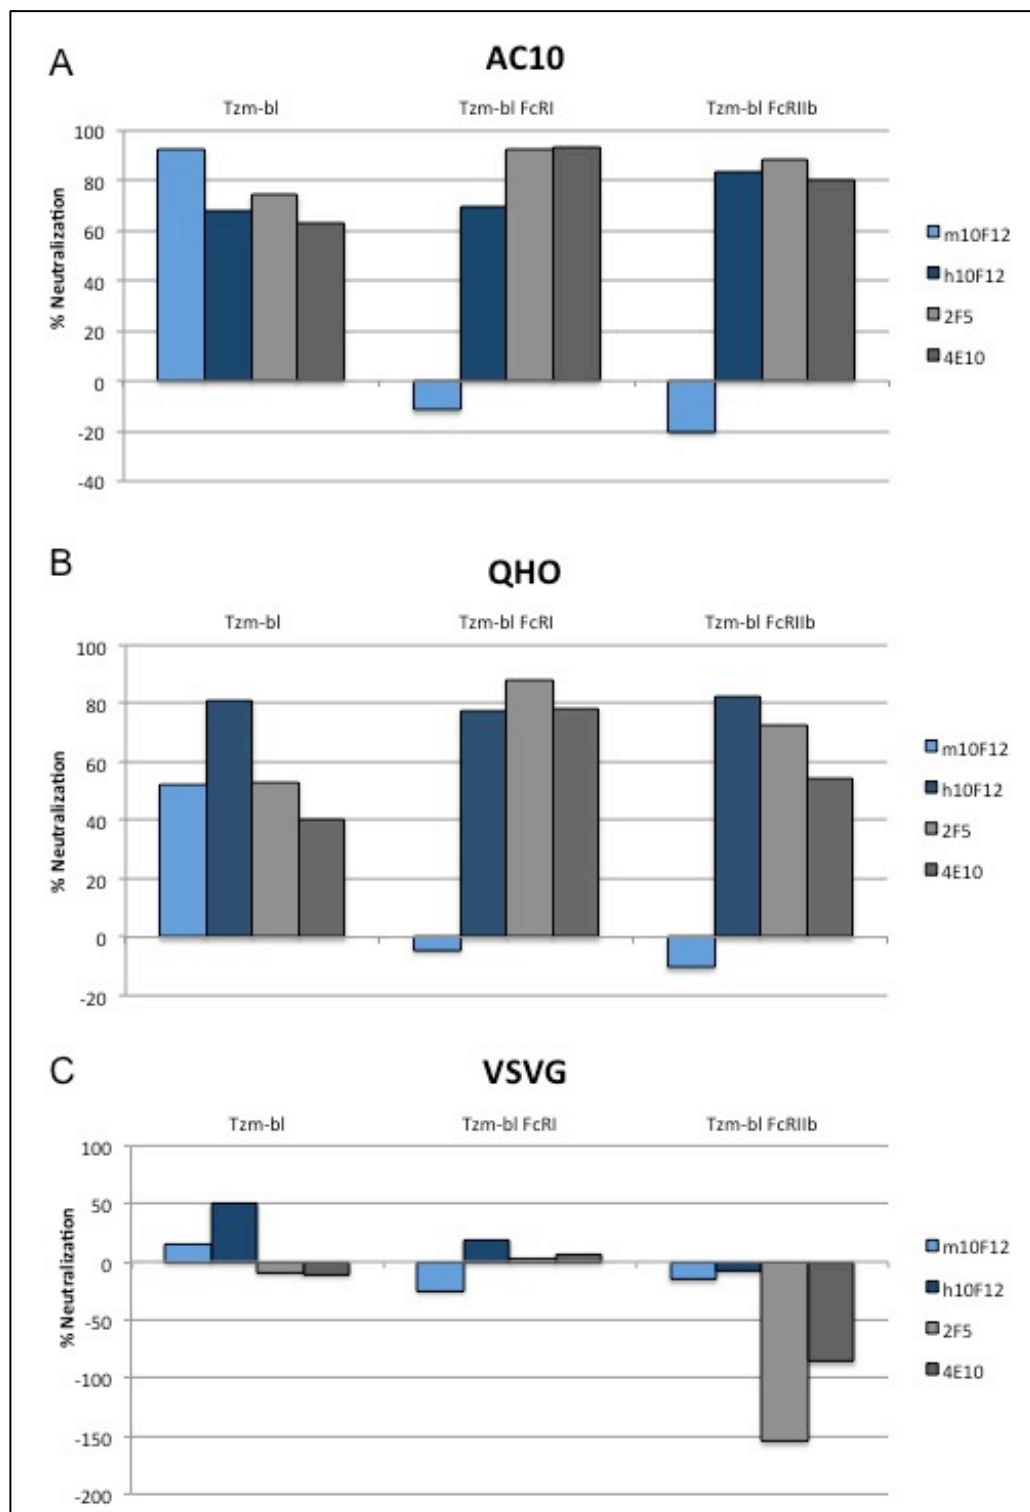 A
AC10
Tzm-bl Tzm-bl FcRI Tzm-bl FcRIIb
% Neutralization
100
80
60
40
20
0
-20
-40
m10F12
h10F12
2F5
4E10
B
QHO
Tzm-bl Tzm-bl FcRI Tzm-bl FcRIIb
% Neutralization
100
80
60
40
20
0
-20
m10F12
h10F12
2F5
4E10
C
VSVG
Tzm-bl Tzm-bl FcRI Tzm-bl FcRIIb
% Neutralization
100
50
0
-50
-100
-150
-200
m10F12
h10F12
2F5
4E10